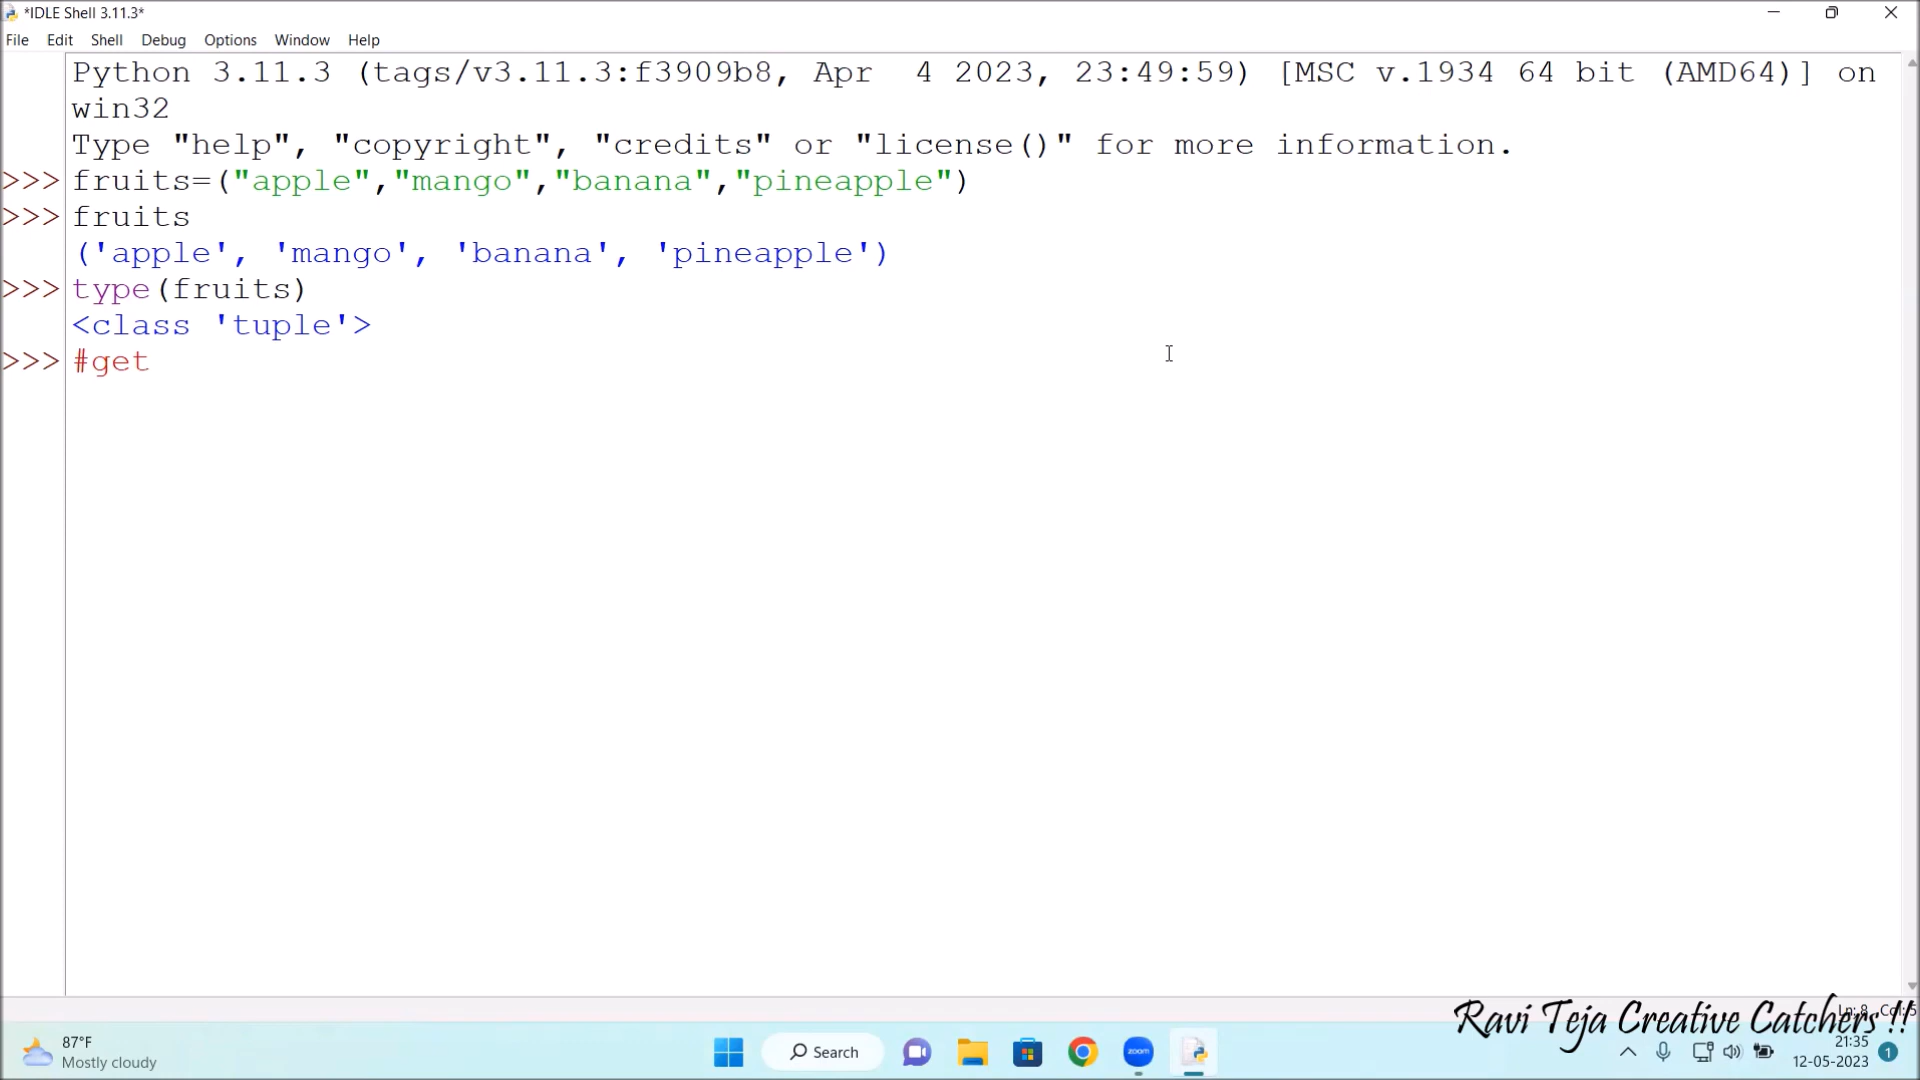 *IDLE Shell 3.11.3*
File Edit Shell Debug Options Window Help
Python 3.11.3 (tags/v3.11.3:f3909b8, Apr  4 2023, 23:49:59) [MSC v.1934 64 bit (AMD64)] on
win32
Type "help", "copyright", "credits" or "license()" for more information.
>>> fruits=("apple","mango","banana","pineapple")
>>> fruits
('apple', 'mango', 'banana', 'pineapple')
>>> type(fruits)
<class 'tuple'>
>>> #get
Ravi Teja Creative Catchers !!
87°F
Mostly cloudy
Search
zoom
21:35
12-05-2023
1